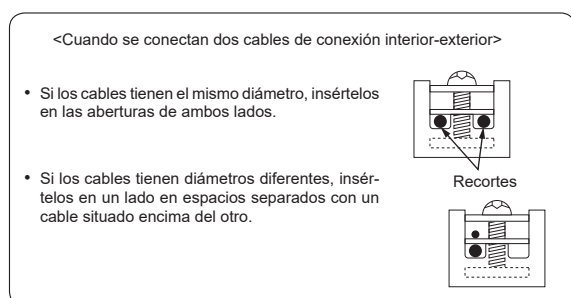 <Cuando se conectan dos cables de conexión interior-exterior>
• Si los cables tienen el mismo diámetro, insértelos
en las aberturas de ambos lados.
Recortes
• Si los cables tienen diámetros diferentes, insér-
telos en un lado en espacios separados con un
cable situado encima del otro.